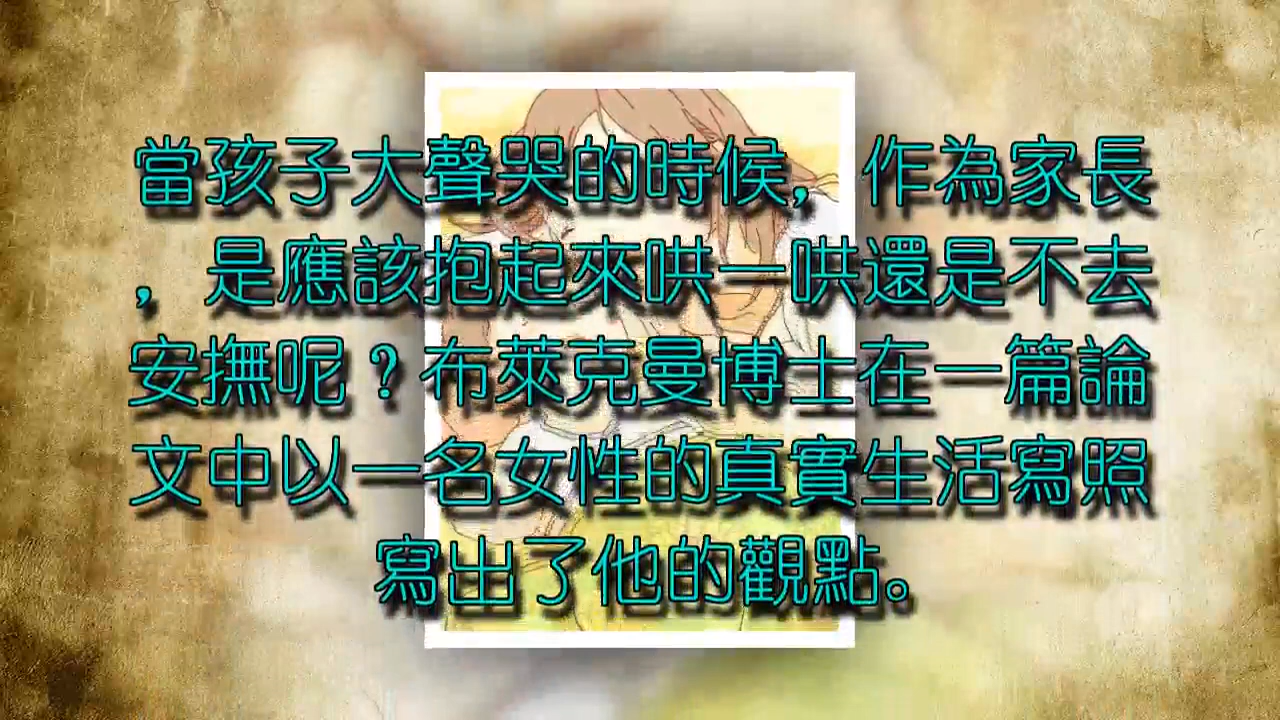 當孩子大聲哭的時候，作為家長
，是應該抱起來哄一哄還是不去
安撫呢？布萊克曼博士在一篇論
文中以一名女性的真實生活寫照
寫出了他的觀點。